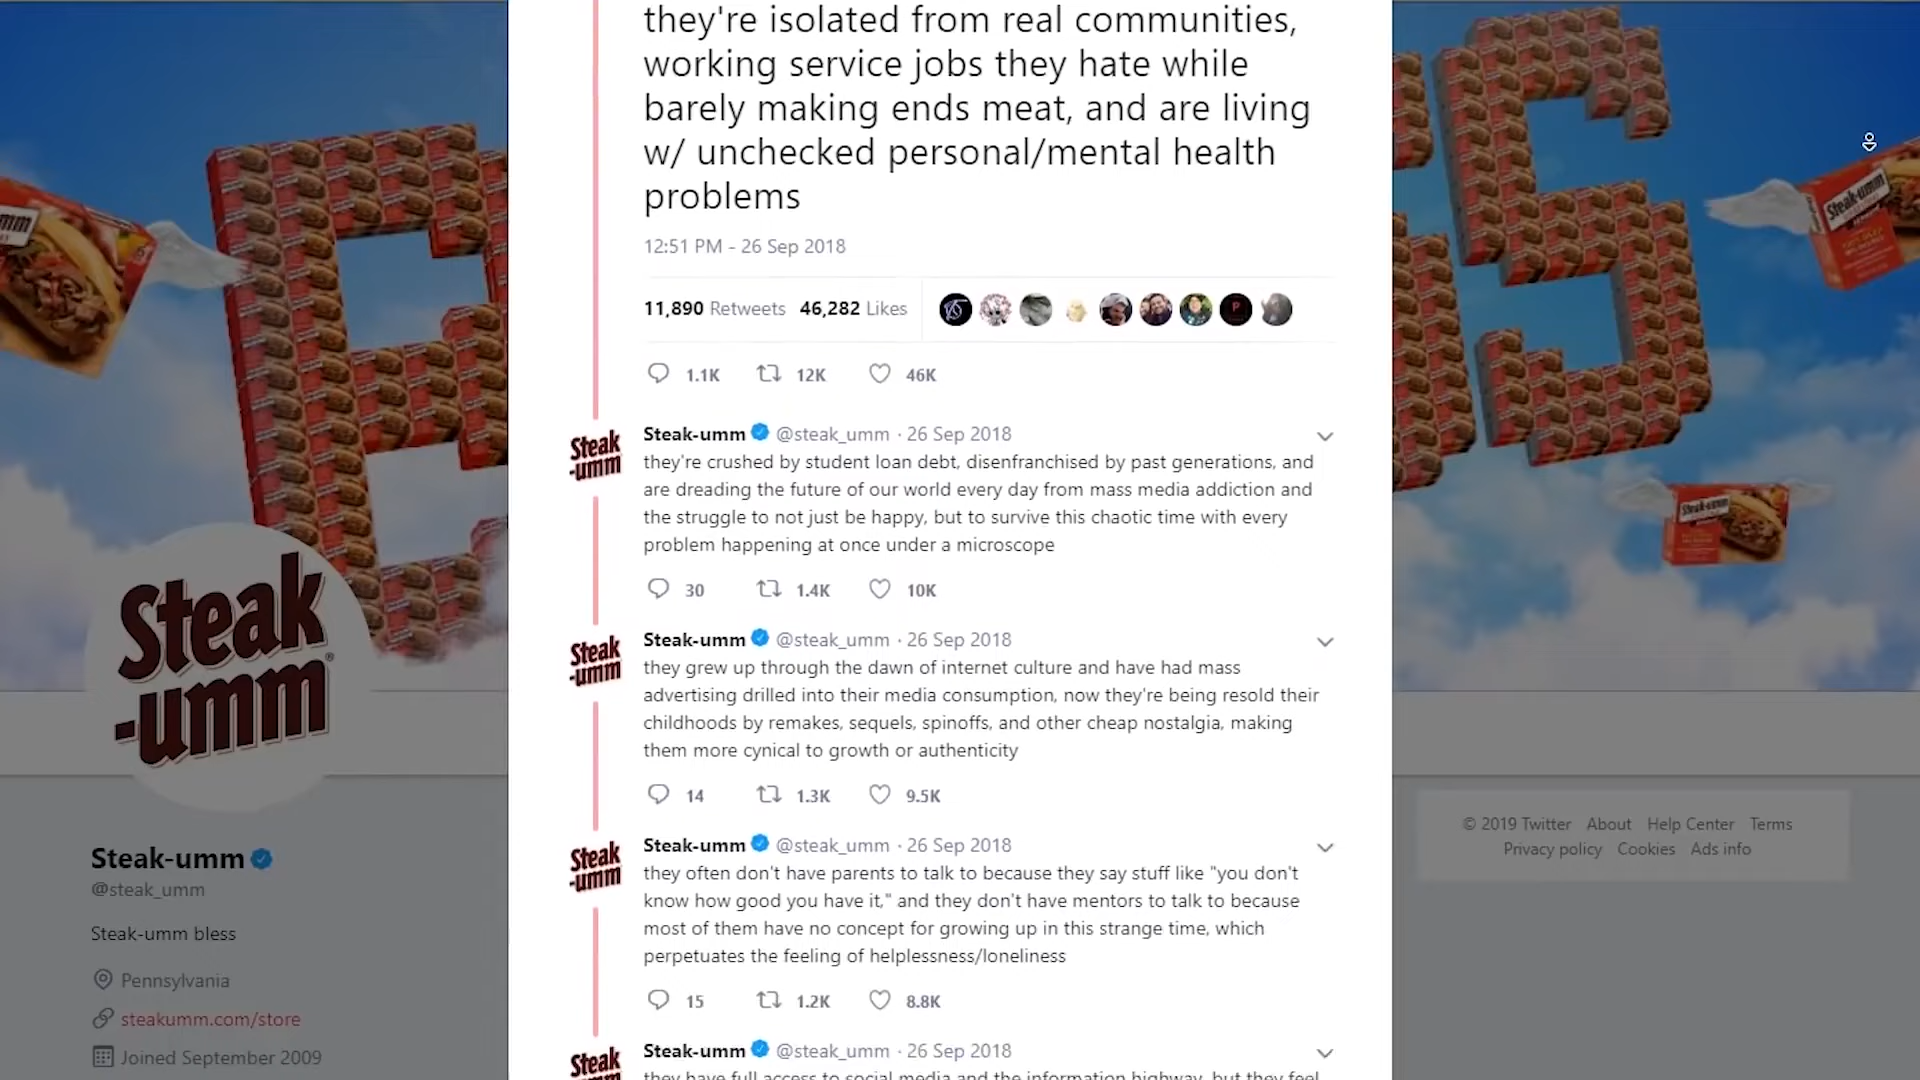 they're isolated from real communities,
working service jobs they hate while
barely making ends meat, and are living
w/ unchecked personal/mental health
problems
12:51 PM - 26 Sep 2018
11,890 Retweets 46,282 Likes
1.1K 12K 46K
Steak-umm @steak_umm · 26 Sep 2018
they're crushed by student loan debt, disenfranchised by past generations, and
are dreading the future of our world every day from mass media addiction and
the struggle to not just be happy, but to survive this chaotic time with every
problem happening at once under a microscope
30 1.4K 10K
Steak-umm @steak_umm · 26 Sep 2018
they grew up through the dawn of internet culture and have had mass
advertising drilled into their media consumption, now they're being resold their
childhoods by remakes, sequels, spinoffs, and other cheap nostalgia, making
them more cynical to growth or authenticity
14 1.3K 9.5K
Steak-umm @steak_umm · 26 Sep 2018
they often don't have parents to talk to because they say stuff like "you don't
know how good you have it," and they don't have mentors to talk to because
most of them have no concept for growing up in this strange time, which
perpetuates the feeling of helplessness/loneliness
15 1.2K 8.8K
Steak-umm @steak_umm · 26 Sep 2018
they have full access to social media and the information highway, but they feel
Steak
-umm
Steak
-umm
Steak
-umm
Steak
-umm
Steak
-umm®
Steak-umm
@steak_umm
Steak-umm bless
Pennsylvania
steakumm.com/store
Joined September 2009
Steak-umm
Steak-umm
© 2019 Twitter About Help Center Terms
Privacy policy Cookies Ads info